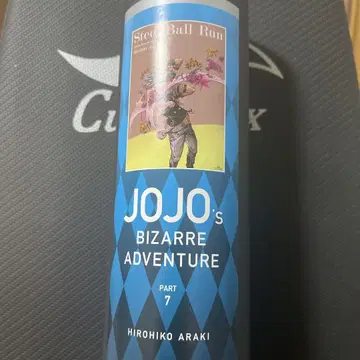 Steel Ball Run
JOJO's
BIZARRE
ADVENTURE
PART
7
HIROHIKO ARAKI